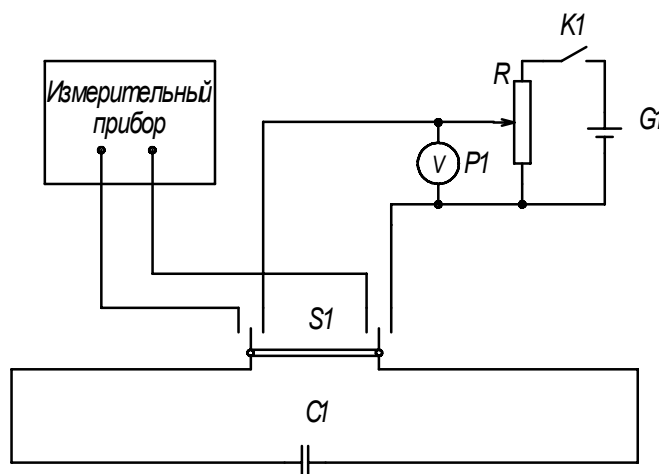 K1
R
Измерительный
прибор
G1
V
P1
S1
C1